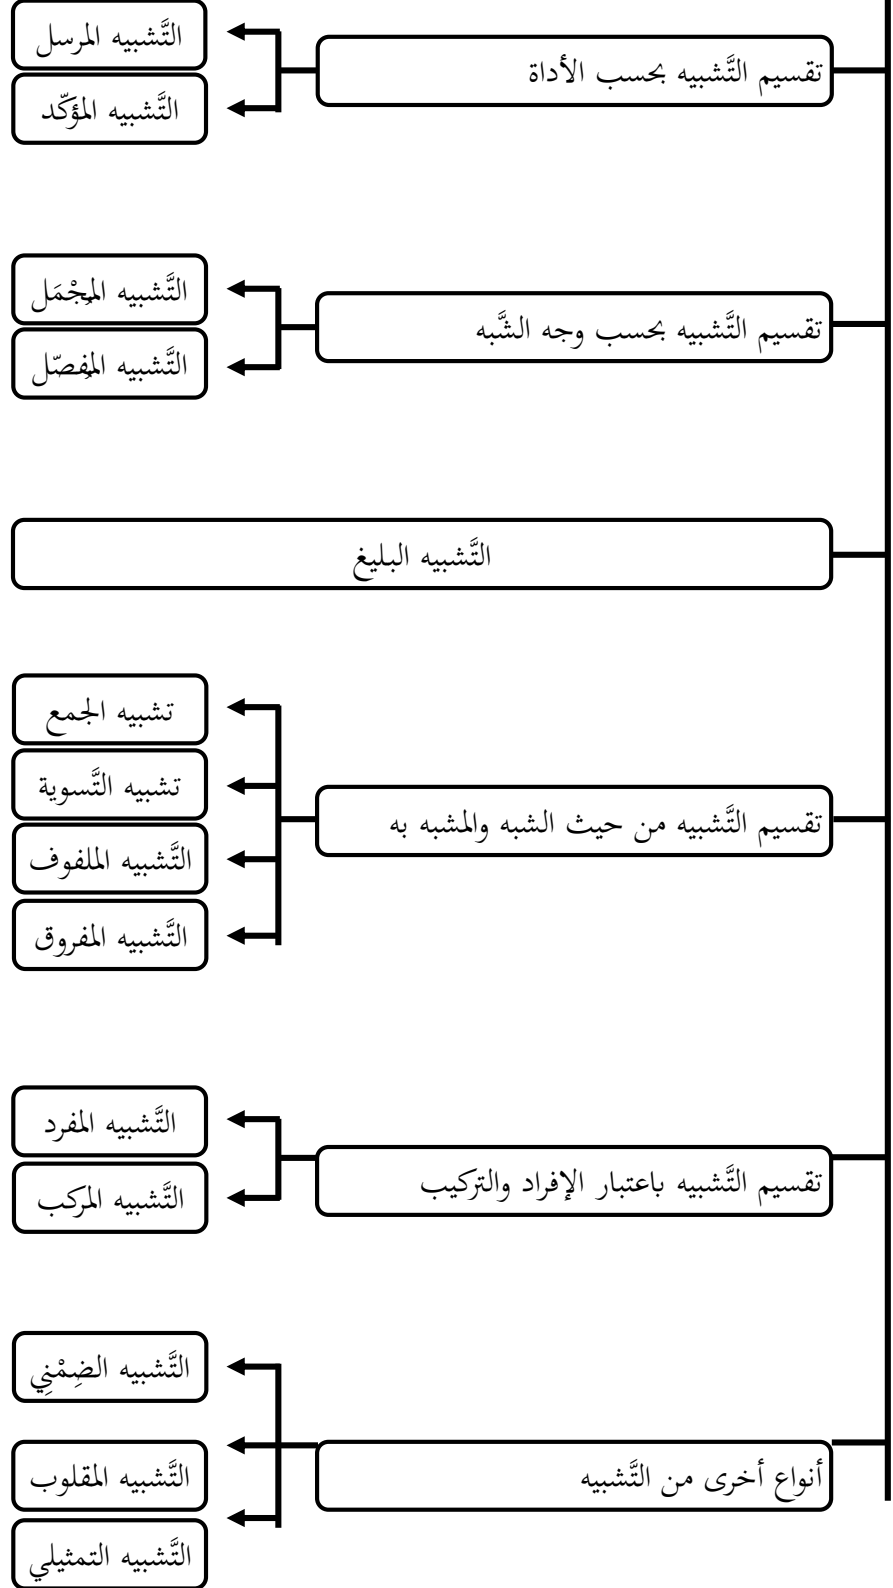 تقسيم التَّشبيه بحسب الأداة
التَّشبيه المرسل
التَّشبيه المؤكّد
تقسيم التَّشبيه بحسب وجه الشَّبه
التَّشبيه المُجْمَل
التَّشبيه المُفصّل
التَّشبيه البليغ
تقسيم التَّشبيه من حيث الشبه والمشبه به
تشبيه الجمع
تشبيه التَّسوية
التَّشبيه الملفوف
التَّشبيه المفروق
تقسيم التَّشبيه باعتبار الإفراد والتركيب
التَّشبيه المفرد
التَّشبيه المركب
أنواع أخرى من التَّشبيه
التَّشبيه الضِمْنِي
التَّشبيه المقلوب
التَّشبيه التمثيلي